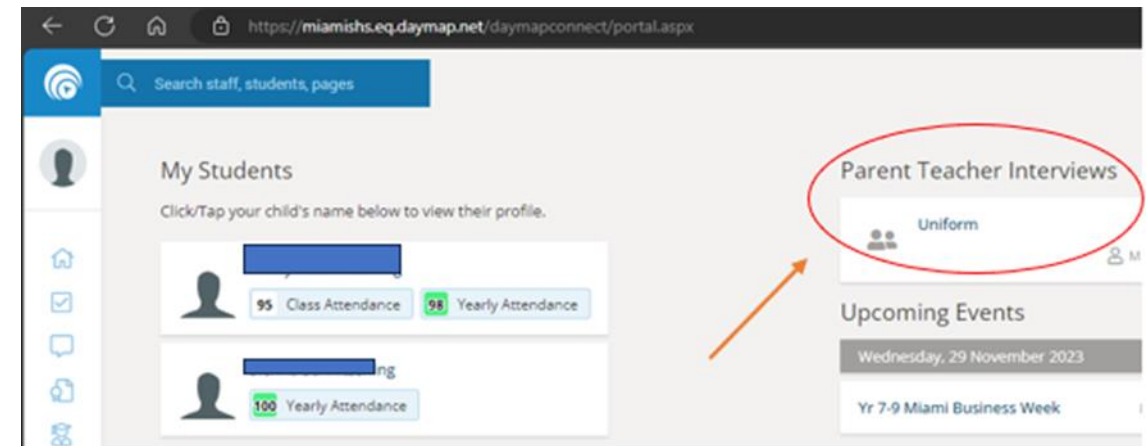 https://miamishs.eq.daymap.net/daymapconnect/portal.aspx
Search staff, students, pages
My Students
Click/Tap your child's name below to view their profile.
95 Class Attendance 98 Yearly Attendance
ng
100 Yearly Attendance
Parent Teacher Interviews
Uniform
M
Upcoming Events
Wednesday, 29 November 2023
Yr 7-9 Miami Business Week